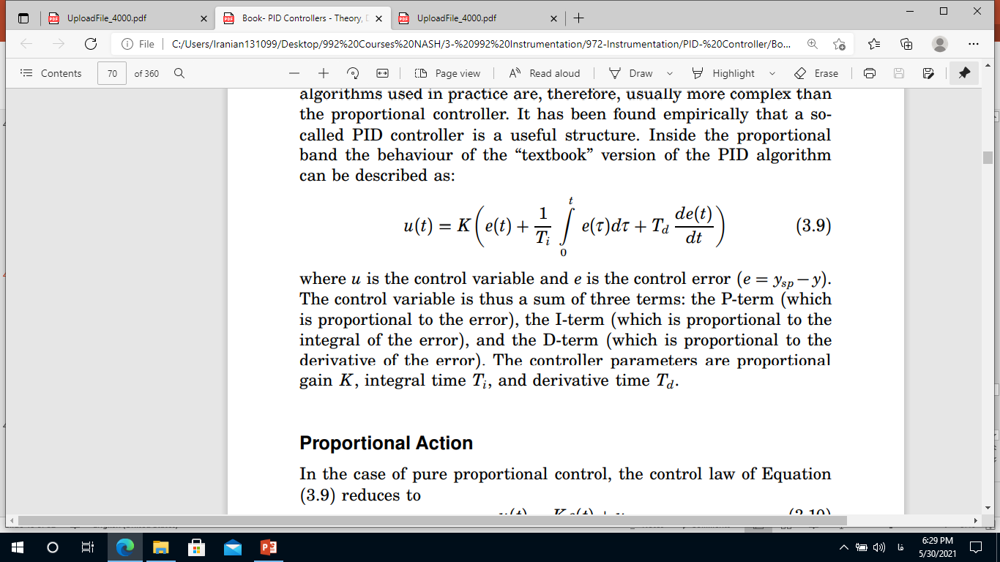 UploadFile_4000.pdf
Book- PID Controllers - Theory,
UploadFile_4000.pdf
File
C:/Users/Iranian131099/Desktop/992%20Courses%20NASH/3-%20992%20Instrumentation/972-Instrumentation/PID-%20Controller/Bo...
Contents 70 of 360 Page view Read aloud Draw Highlight Erase
algorithms used in practice are, therefore, usually more complex than
the proportional controller. It has been found empirically that a so-
called PID controller is a useful structure. Inside the proportional
band the behaviour of the “textbook” version of the PID algorithm
can be described as:
u(t) = K ( e(t) + 1/Ti ∫₀ᵗ e(τ)dτ + Td de(t)/dt ) (3.9)
where u is the control variable and e is the control error (e = ysp − y).
The control variable is thus a sum of three terms: the P-term (which
is proportional to the error), the I-term (which is proportional to the
integral of the error), and the D-term (which is proportional to the
derivative of the error). The controller parameters are proportional
gain K, integral time Ti, and derivative time Td.
Proportional Action
In the case of pure proportional control, the control law of Equation
(3.9) reduces to
فا
6:29 PM
5/30/2021